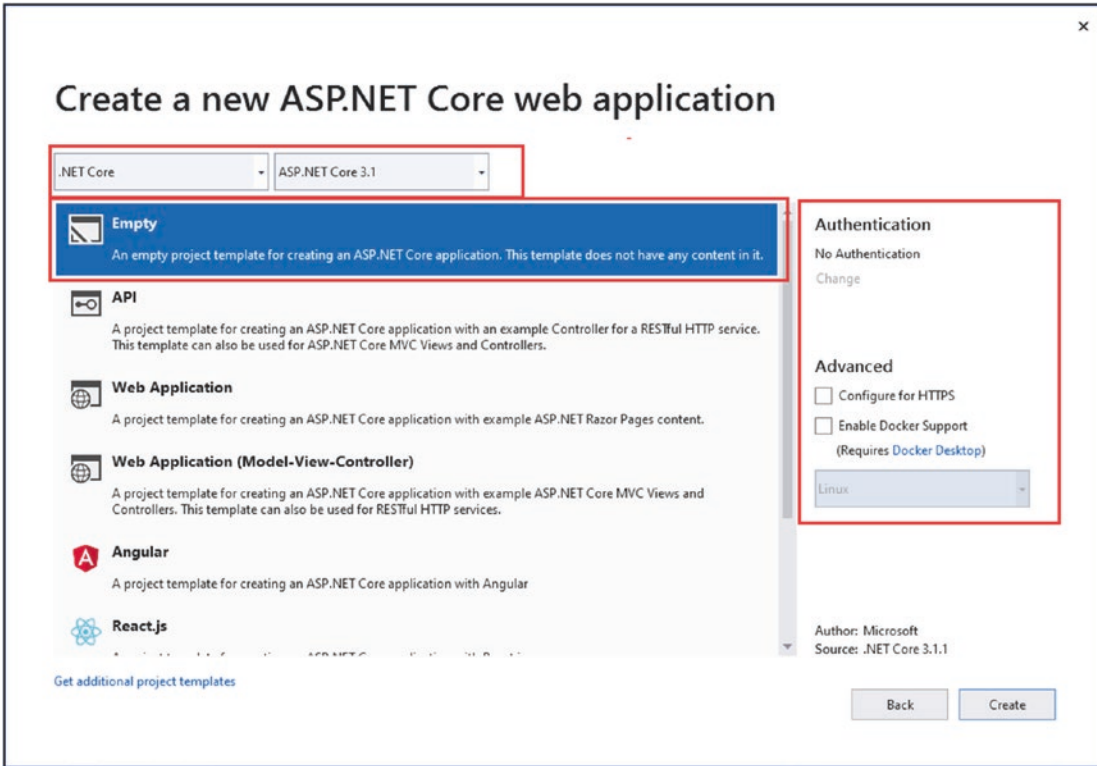 Create a new ASP.NET Core web application
.NET Core
ASP.NET Core 3.1
Empty
An empty project template for creating an ASP.NET Core application. This template does not have any content in it.
API
A project template for creating an ASP.NET Core application with an example Controller for a RESTful HTTP service.
This template can also be used for ASP.NET Core MVC Views and Controllers.
Web Application
A project template for creating an ASP.NET Core application with example ASP.NET Razor Pages content.
Web Application (Model-View-Controller)
A project template for creating an ASP.NET Core application with example ASP.NET Core MVC Views and
Controllers. This template can also be used for RESTful HTTP services.
Angular
A project template for creating an ASP.NET Core application with Angular
React.js
Get additional project templates
Authentication
No Authentication
Change
Advanced
Configure for HTTPS
Enable Docker Support
(Requires Docker Desktop)
Linux
Author: Microsoft
Source: .NET Core 3.1.1
Back
Create